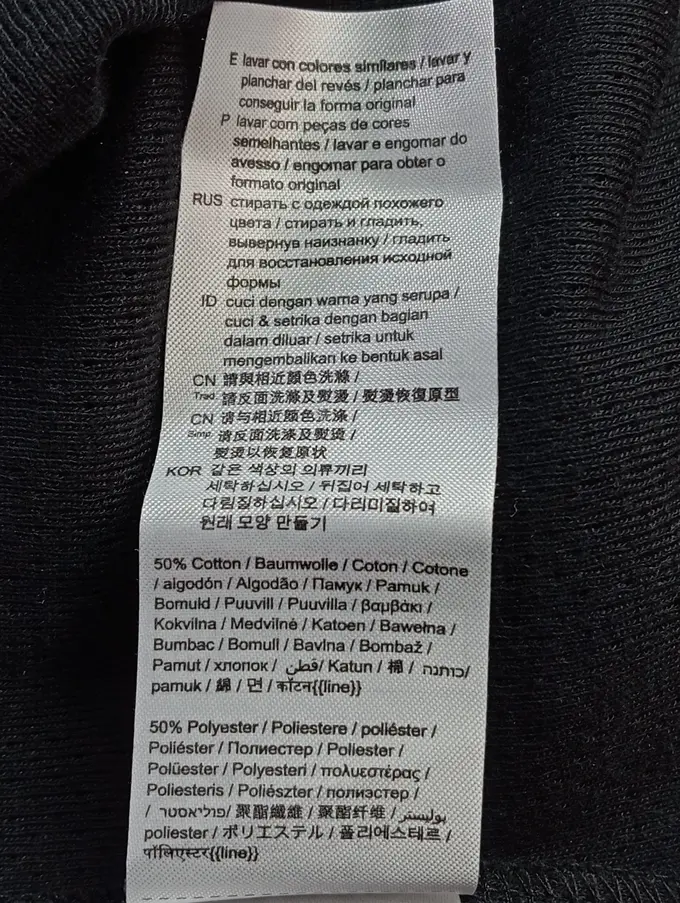 E lavar con colores similares / lavar y
planchar del revés / planchar para
conseguir la forma original
P lavar com peças de cores
semelhantes / lavar e engomar do
avesso / engomar para obter o
formato original
RUS стирать с одеждой похожего
цвета / стирать и гладить,
вывернув наизнанку / гладить
для восстановления исходной
формы
ID cuci dengan warna yang serupa /
cuci & setrika dengan bagian
dalam diluar / setrika untuk
mengembalikan ke bentuk asal
CN 請與相近顏色洗滌 /
Trad. 請反面洗滌及熨燙 / 熨燙恢復原型
CN 请与相近颜色洗涤 /
Simp. 请反面洗涤及熨烫 /
熨烫以恢复原状
KOR 같은 색상의 의류끼리
세탁하십시오 / 뒤집어 세탁하고
다림질하십시오 / 다리미질하여
원래 모양 만들기
50% Cotton / Baumwolle / Coton / Cotone
/ algodón / Algodão / Памук / Pamuk /
Bomuld / Puuvill / Puuvilla / βαμβάκι /
Kokvilna / Medvilnė / Katoen / Bawełna /
Bumbac / Bomull / Bavlna / Bombaž /
Pamut / хлопок / قطن / Katun / 棉 / כותנה /
pamuk / 綿 / 면 / कॉटन{{line}}
50% Polyester / Poliestere / poliéster /
Poliéster / Полиестер / Poliester /
Polüester / Polyesteri / πολυεστέρας /
Poliesteris / Poliészter / полиэстер /
/ פוליאסטר / 聚酯纖維 / 聚酯纤维 / بوليستر
poliester / ポリエステル / 폴리에스테르 /
पॉलिएस्टर{{line}}